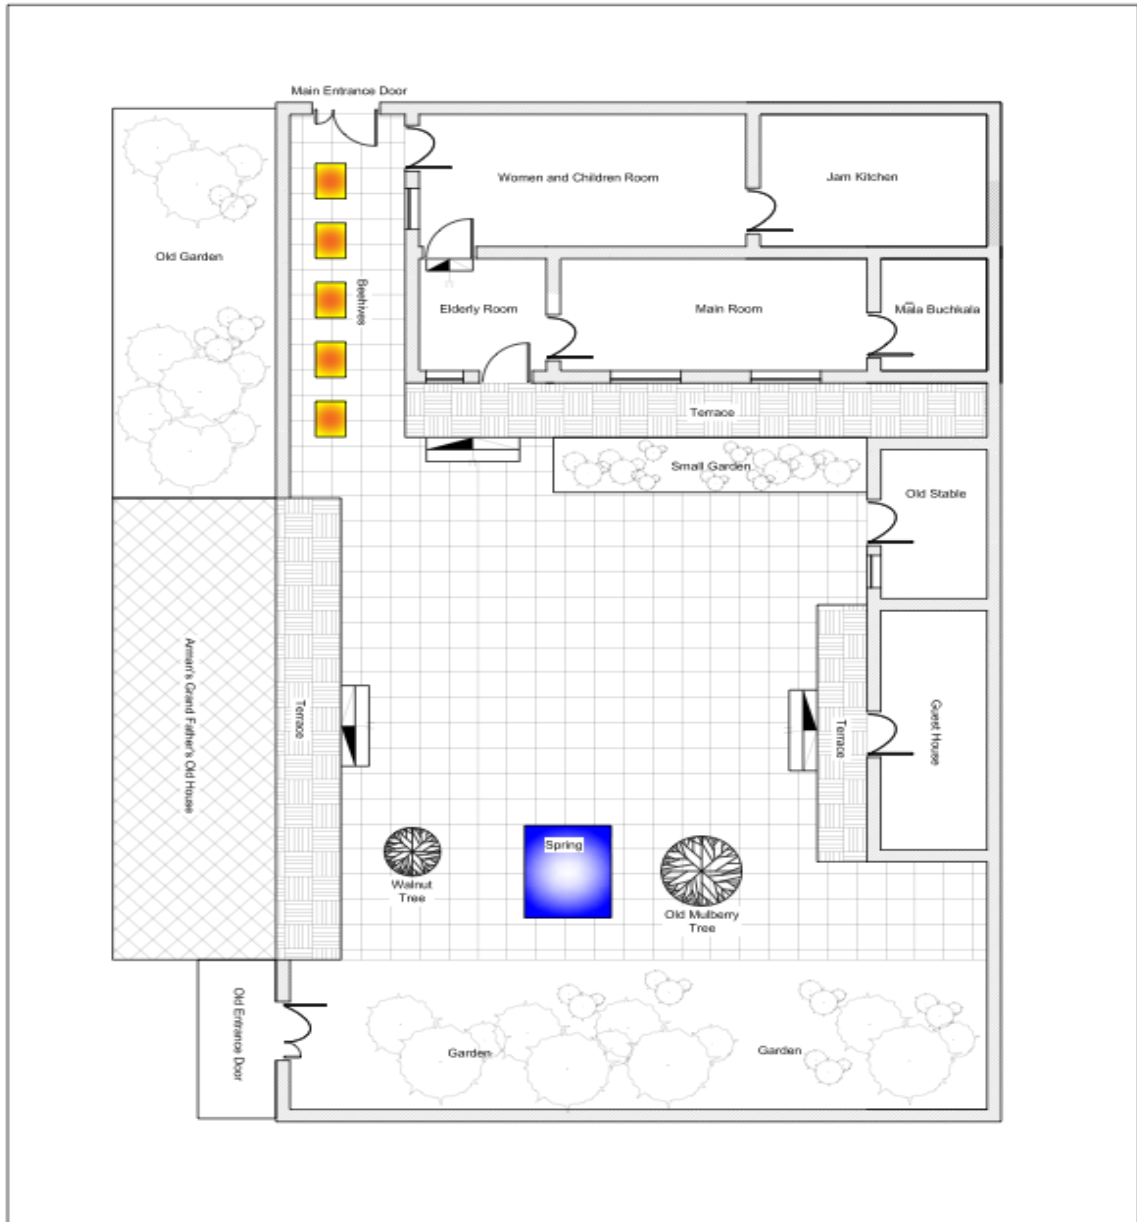 Main Entrance Door
Women and Children Room
Jam Kitchen
Old Garden
Beehives
Elderly Room
Main Room
Māla Buchkala
Terrace
Small Garden
Old Stable
Arman's Grand Father's Old House
Terrace
Terrace
Guest House
Spring
Walnut
Tree
Old Mulberry
Tree
Old Entrance Door
Garden
Garden